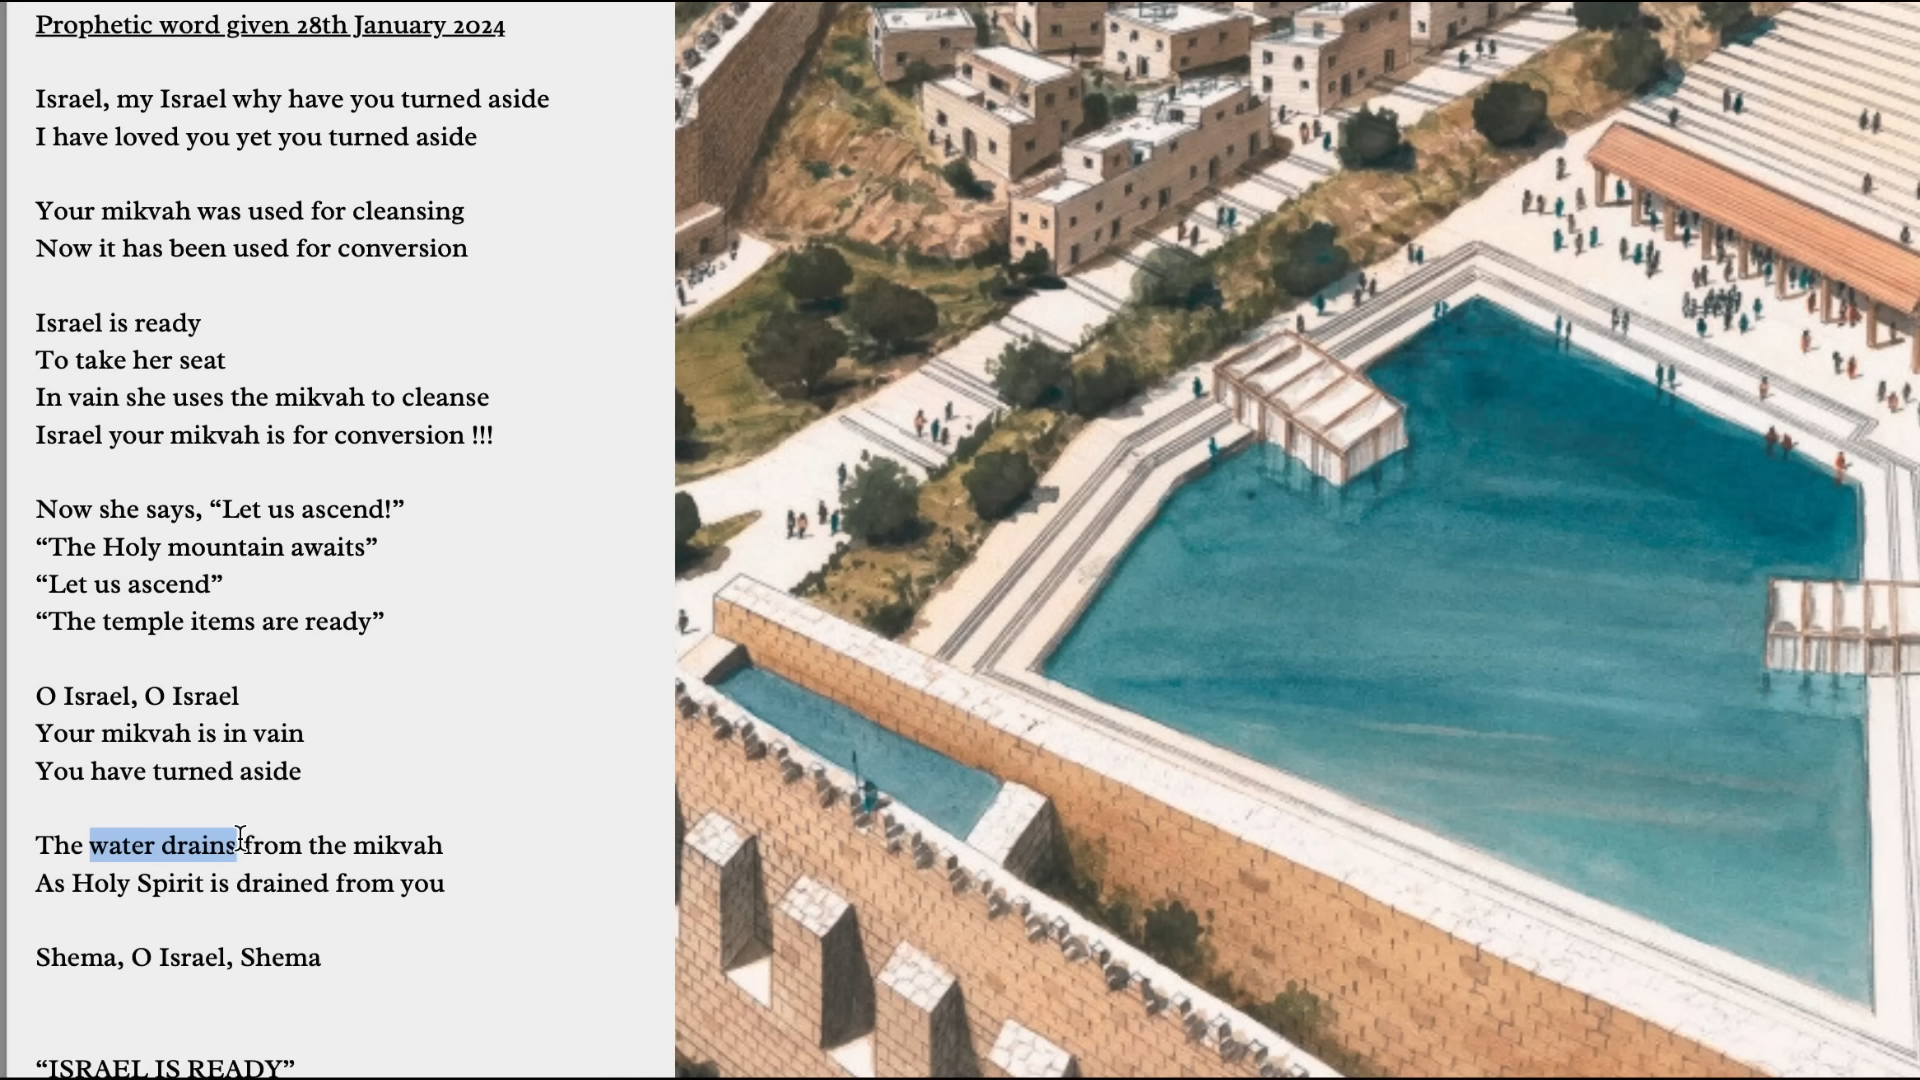 Prophetic word given 28th January 2024
Israel, my Israel why have you turned aside
I have loved you yet you turned aside
Your mikvah was used for cleansing
Now it has been used for conversion
Israel is ready
To take her seat
In vain she uses the mikvah to cleanse
Israel your mikvah is for conversion !!!
Now she says, “Let us ascend!”
“The Holy mountain awaits”
“Let us ascend”
“The temple items are ready”
O Israel, O Israel
Your mikvah is in vain
You have turned aside
The water drains from the mikvah
As Holy Spirit is drained from you
Shema, O Israel, Shema
“ISRAEL IS READY”